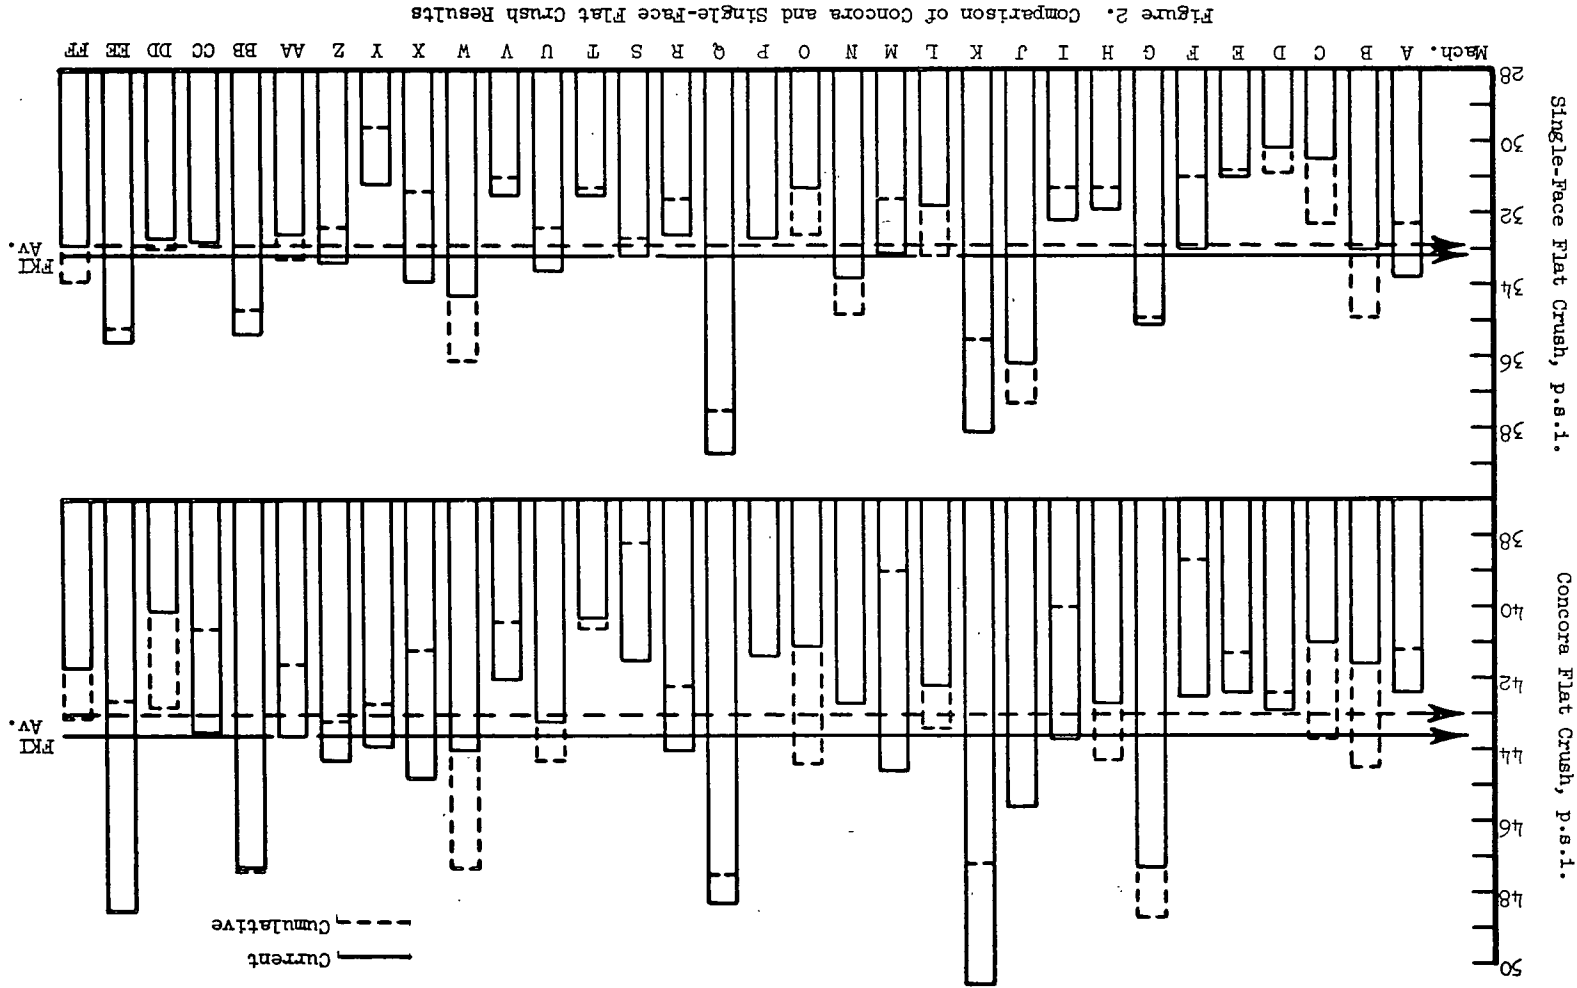 Concora Flat Crush, p.s.i.
50
48
46
44
42
40
38
Current
Cumulative
FKI
Av.
Single-Face Flat Crush, p.s.i.
38
36
34
32
30
28
FKI
Av.
Mach. A B C D E F G H I J K L M N O P Q R S T U V W X Y Z AA BB CC DD EE FF
Figure 2. Comparison of Concora and Single-Face Flat Crush Results